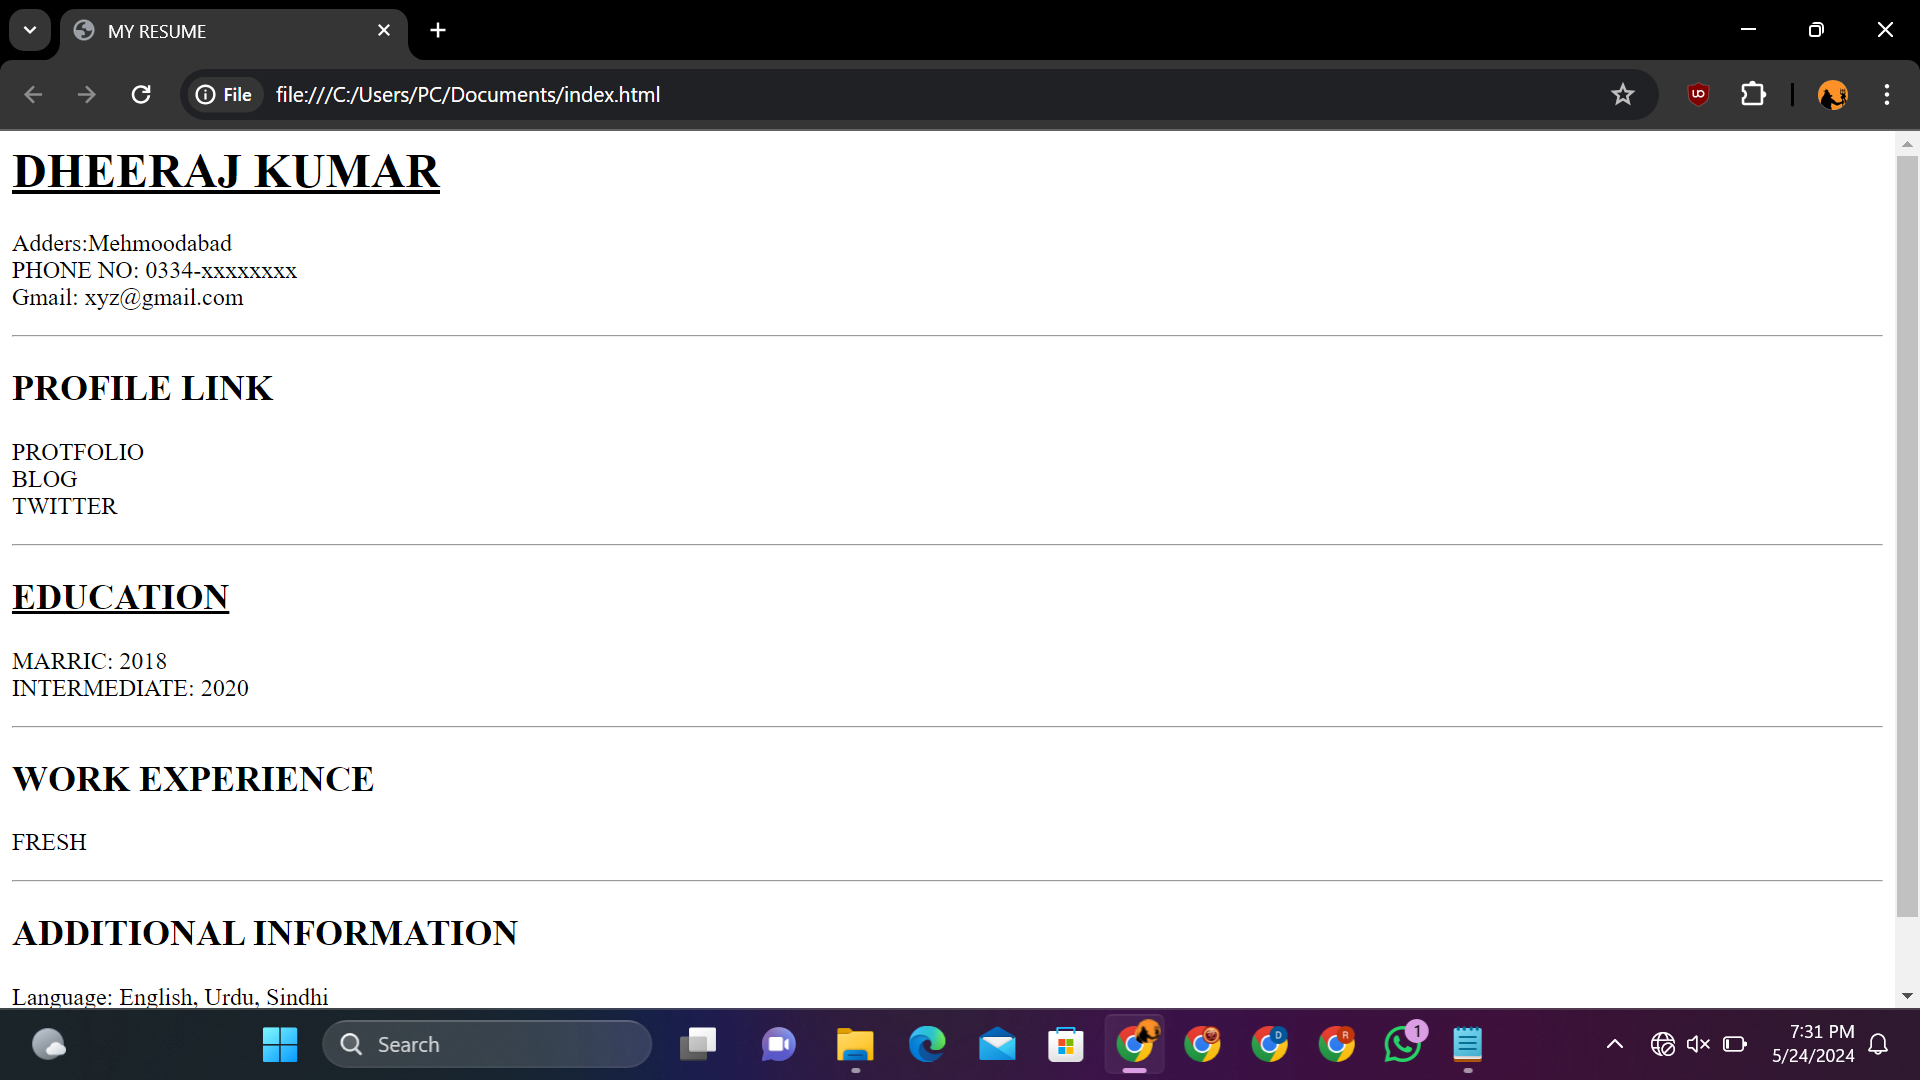 MY RESUME
File
file:///C:/Users/PC/Documents/index.html
DHEERAJ KUMAR
Adders:Mehmoodabad
PHONE NO: 0334-xxxxxxxx
Gmail: xyz@gmail.com
PROFILE LINK
PROTFOLIO
BLOG
TWITTER
EDUCATION
MARRIC: 2018
INTERMEDIATE: 2020
WORK EXPERIENCE
FRESH
ADDITIONAL INFORMATION
Language: English, Urdu, Sindhi
Search
D
R
1
7:31 PM
5/24/2024